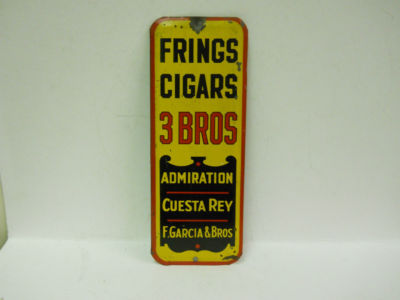 FRINGS
CIGARS
3 BROS
ADMIRATION
CUESTA REY
F. GARCIA & BROS